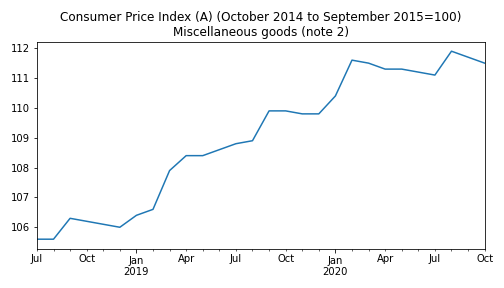 Consumer Price Index (A) (October 2014 to September 2015=100)
Miscellaneous goods (note 2)
112
111
110
109
108
107
106
Jul Oct Jan Apr Jul Oct Jan Apr Jul Oct
2019 2020